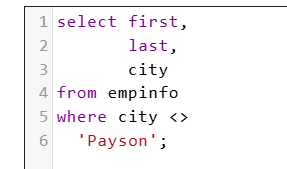 1 select first,
2        last,
3        city
4 from empinfo
5 where city <>
6   'Payson';